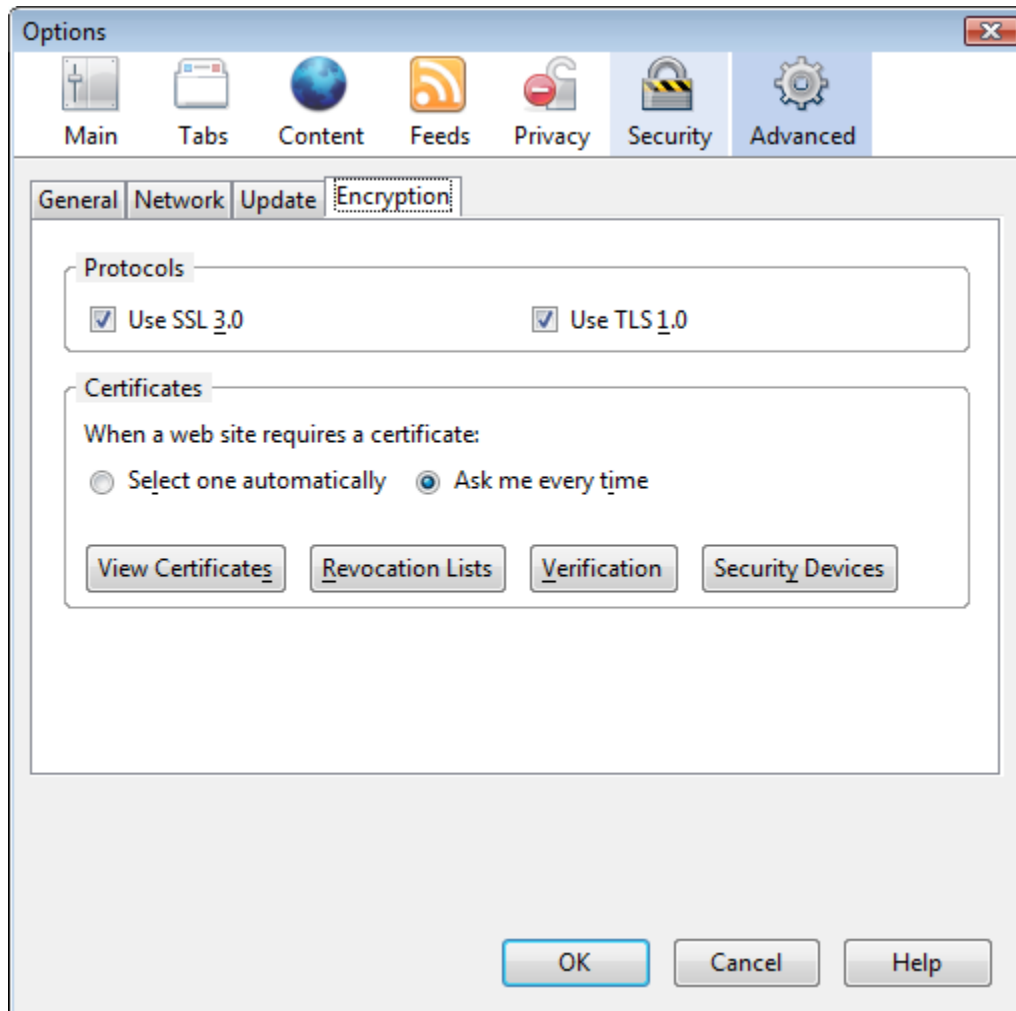 Options
Main Tabs Content Feeds Privacy Security Advanced
General Network Update Encryption
Protocols
Use SSL 3.0 Use TLS 1.0
Certificates
When a web site requires a certificate:
Select one automatically Ask me every time
View Certificates Revocation Lists Verification Security Devices
OK Cancel Help